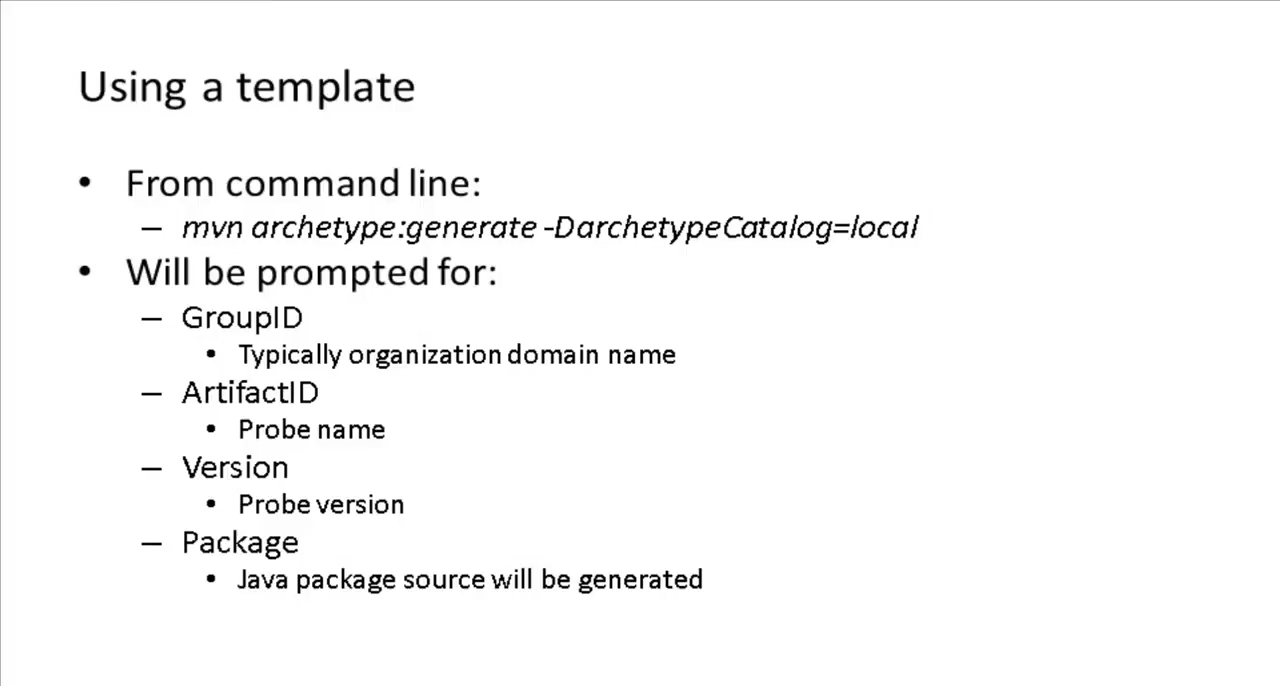 Using a template
• From command line:
– mvn archetype:generate -DarchetypeCatalog=local
• Will be prompted for:
– GroupID
• Typically organization domain name
– ArtifactID
• Probe name
– Version
• Probe version
– Package
• Java package source will be generated